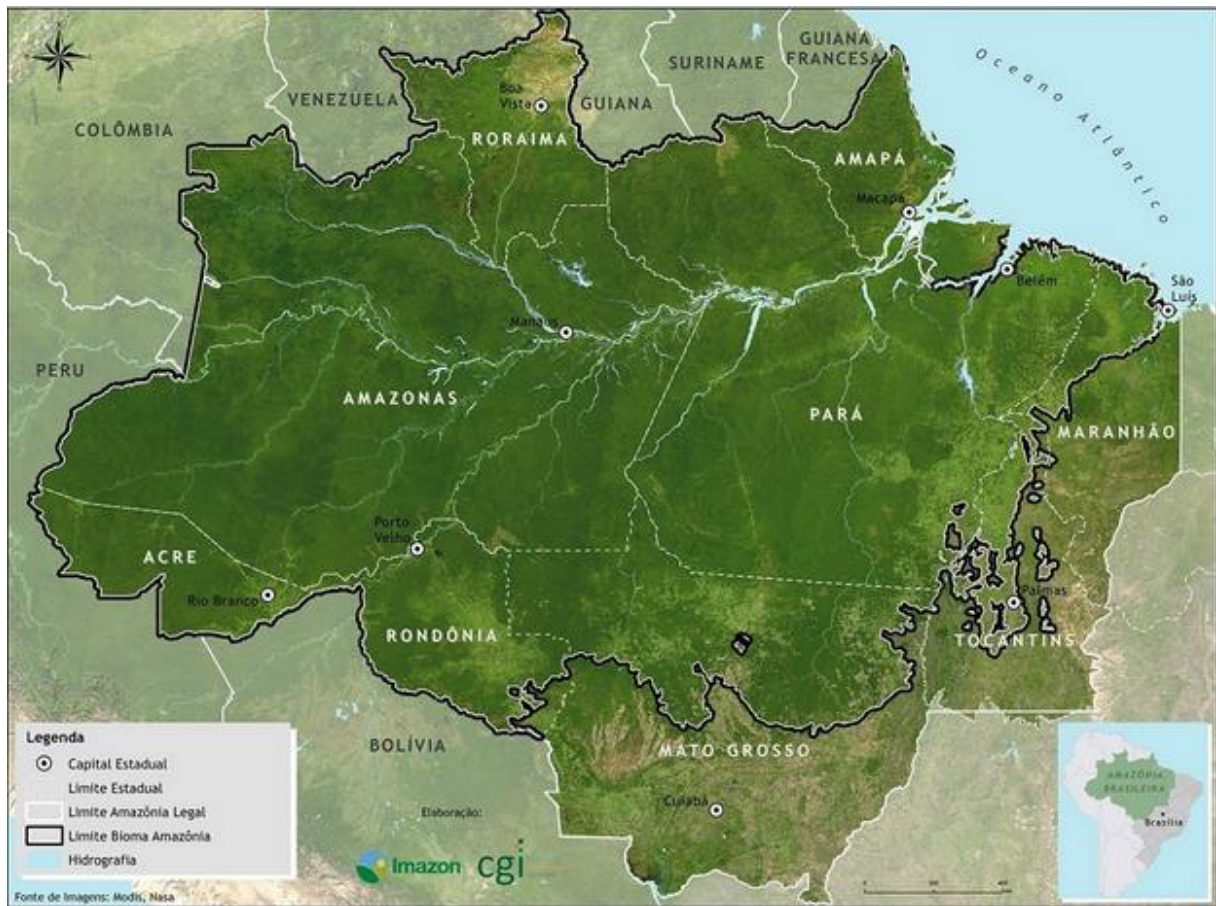 COLÔMBIA
VENEZUELA
GUIANA
SURINAME
GUIANA
FRANCESA
Oceano Atlântico
Boa
Vista
RORAIMA
AMAPÁ
Macapá
Belém
São
Luís
Manaus
PERU
AMAZONAS
PARÁ
MARANHÃO
Porto
Velho
ACRE
Rio Branco
RONDÔNIA
Palmas
TOCANTINS
BOLÍVIA
MATO GROSSO
Cuiabá
Legenda
Capital Estadual
Limite Estadual
Limite Amazônia Legal
Limite Bioma Amazônia
Hidrografia
Elaboração:
Imazon
cgi
AMAZÔNIA
BRASILEIRA
Brasília
Fonte de Imagens: Modis, Nasa